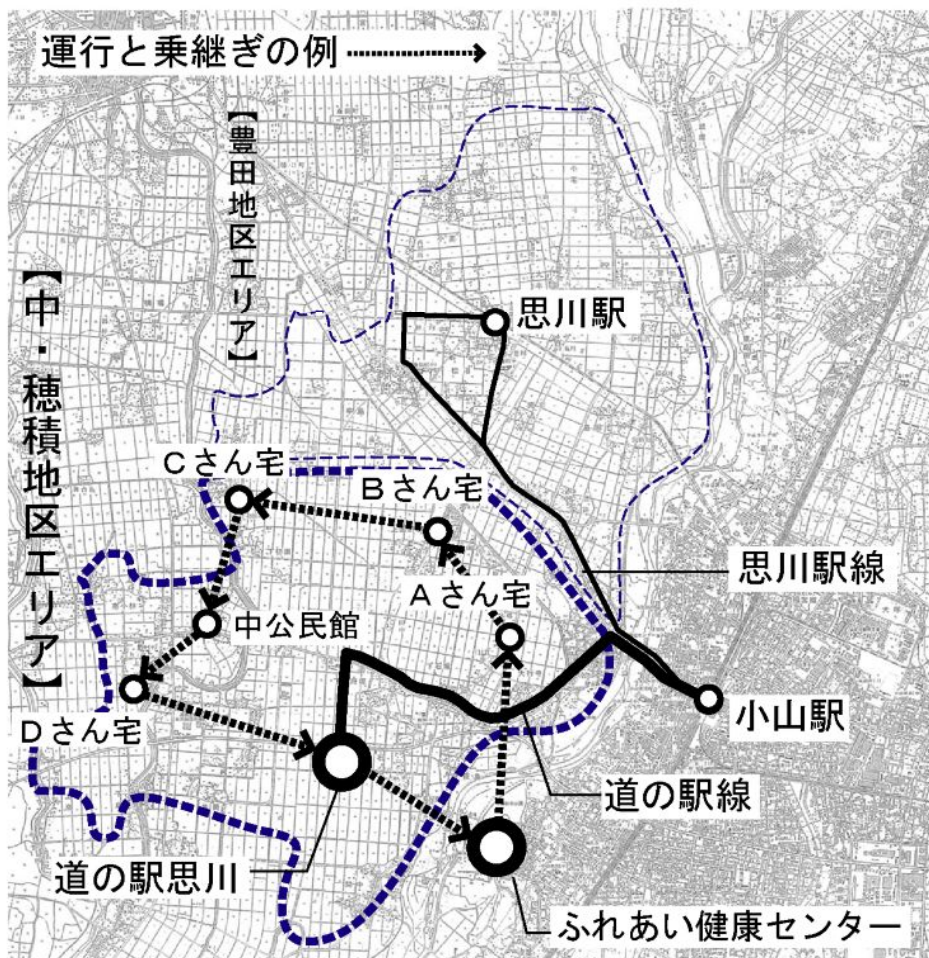 運行と乗継ぎの例
【豊田地区エリア】
【中・穂積地区エリア】
思川駅
Cさん宅
Bさん宅
思川駅線
Aさん宅
中公民館
小山駅
Dさん宅
道の駅線
道の駅思川
ふれあい健康センター